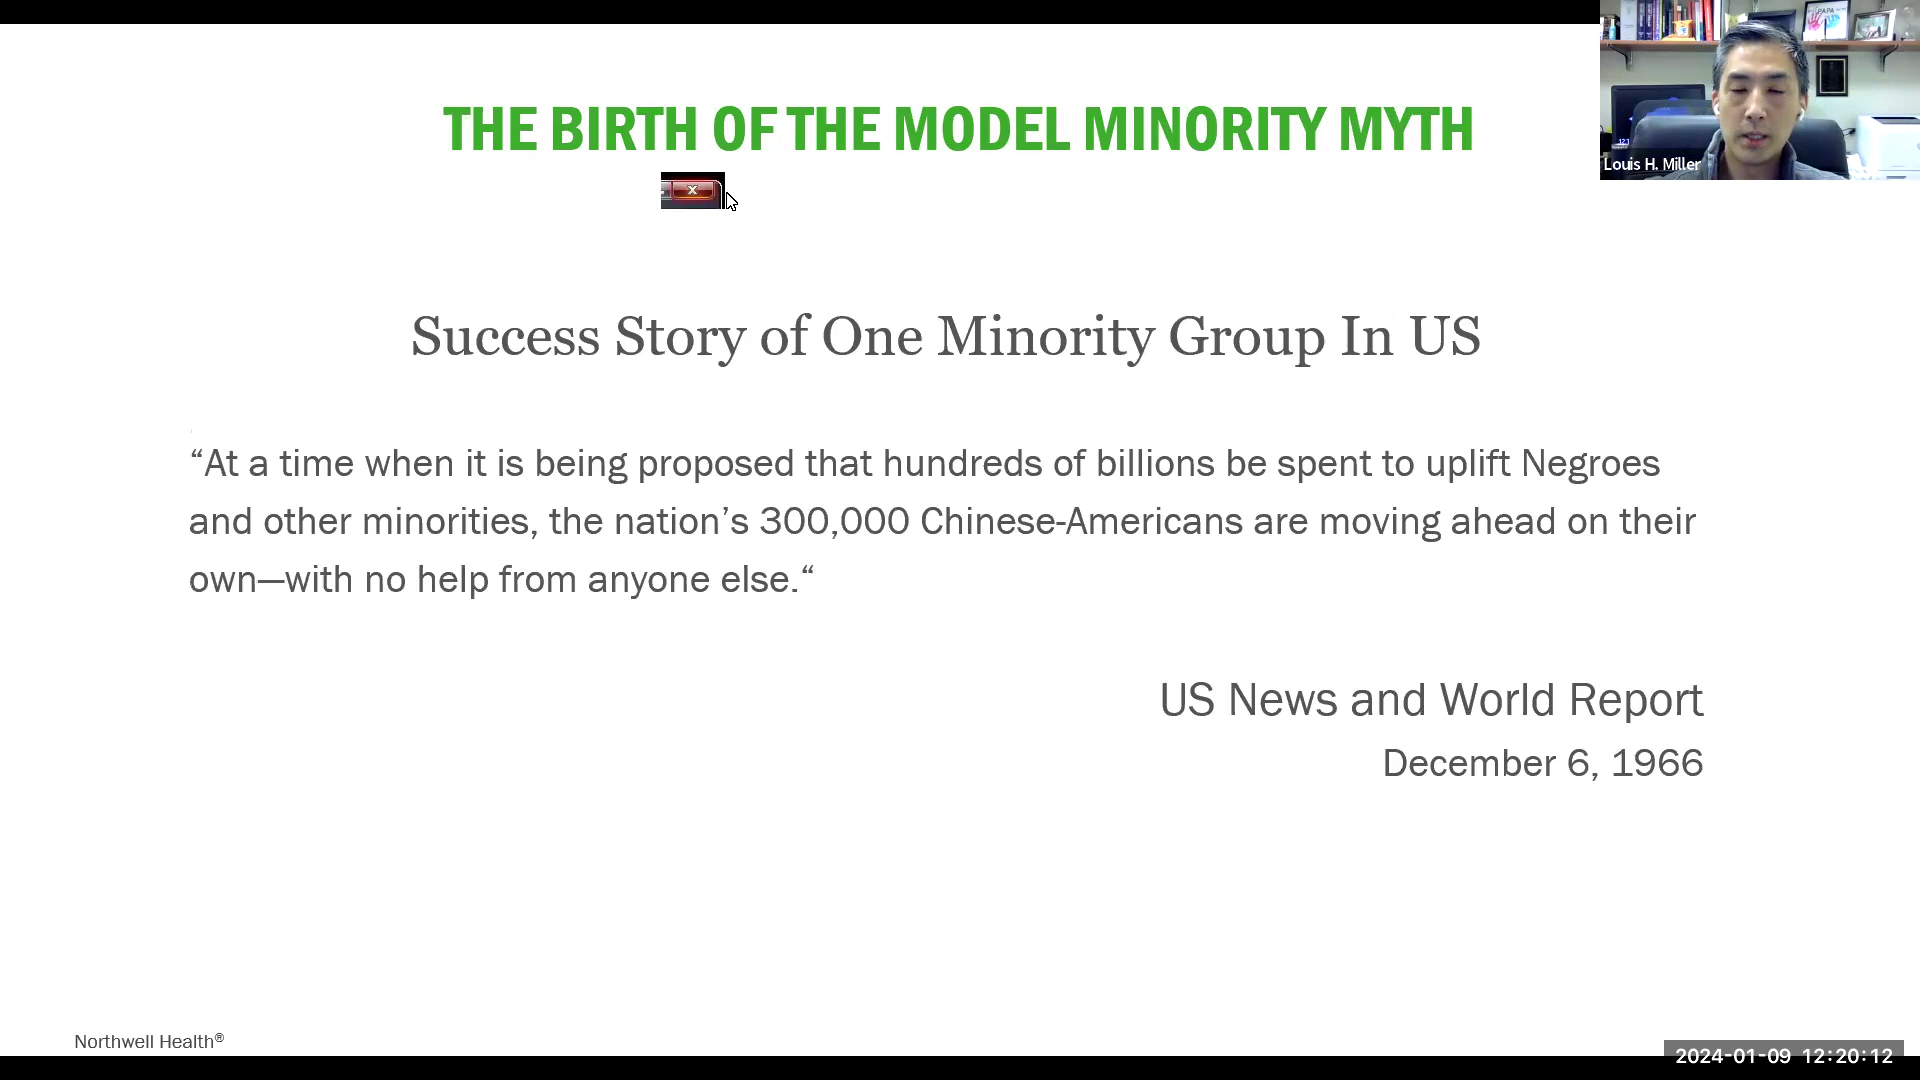 THE BIRTH OF THE MODEL MINORITY MYTH
PAPA
Louis H. Miller
x
Success Story of One Minority Group In US
“At a time when it is being proposed that hundreds of billions be spent to uplift Negroes
and other minorities, the nation’s 300,000 Chinese-Americans are moving ahead on their
own—with no help from anyone else.“
US News and World Report
December 6, 1966
Northwell Health®
2024-01-09 12:20:12